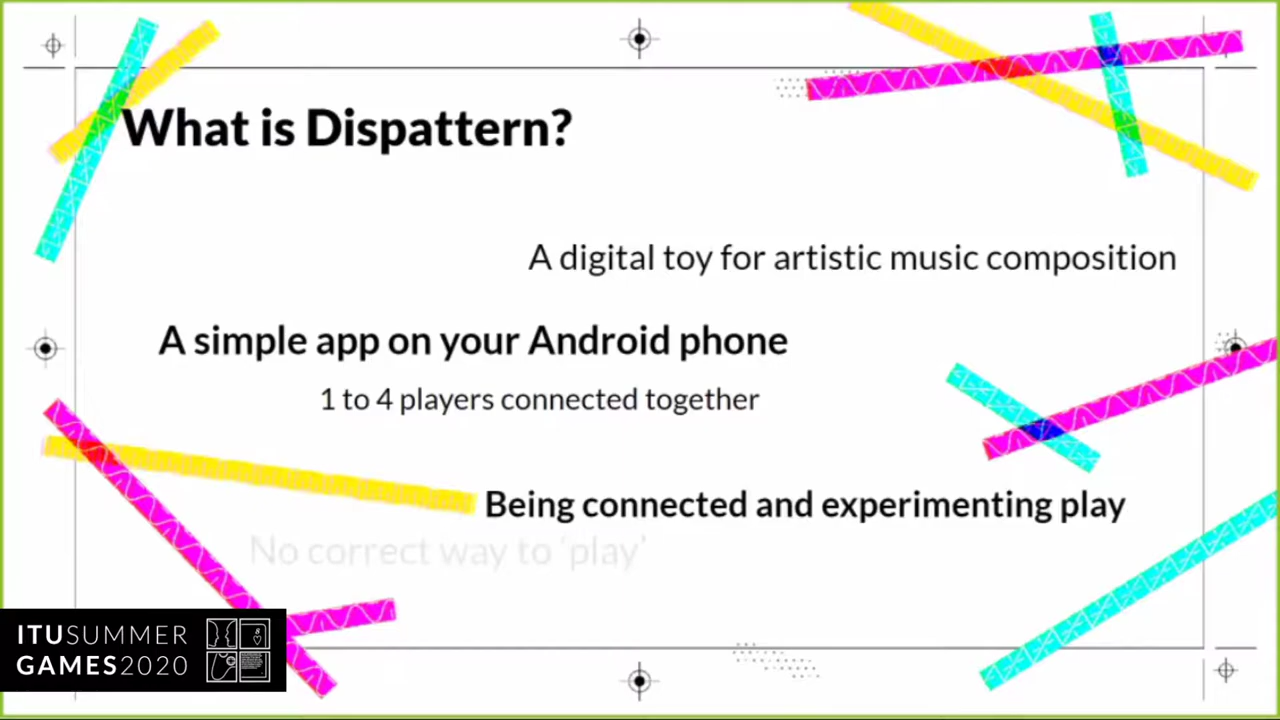 What is Dispattern?
A digital toy for artistic music composition
A simple app on your Android phone
1 to 4 players connected together
Being connected and experimenting play
No correct way to ‘play’
ITUSUMMER
GAMES2020